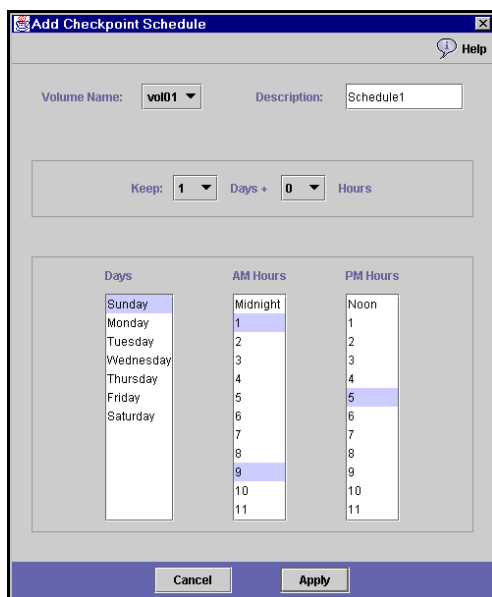 Add Checkpoint Schedule
Help
Volume Name: vol01 Description: Schedule1
Keep: 1 Days + 0 Hours
Days AM Hours PM Hours
Sunday Midnight Noon
Monday 1 1
Tuesday 2 2
Wednesday 3 3
Thursday 4 4
Friday 5 5
Saturday 6 6
7 7
8 8
9 9
10 10
11 11
Cancel Apply